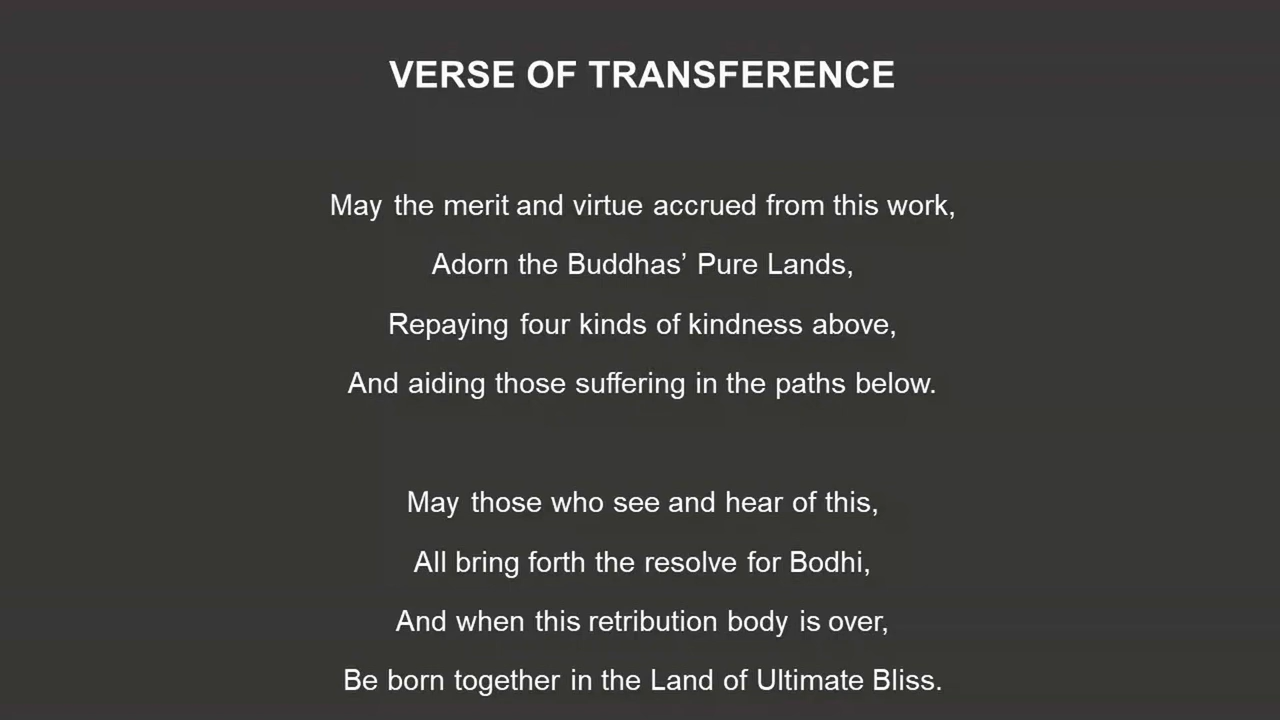 VERSE OF TRANSFERENCE
May the merit and virtue accrued from this work,
Adorn the Buddhas’ Pure Lands,
Repaying four kinds of kindness above,
And aiding those suffering in the paths below.
May those who see and hear of this,
All bring forth the resolve for Bodhi,
And when this retribution body is over,
Be born together in the Land of Ultimate Bliss.